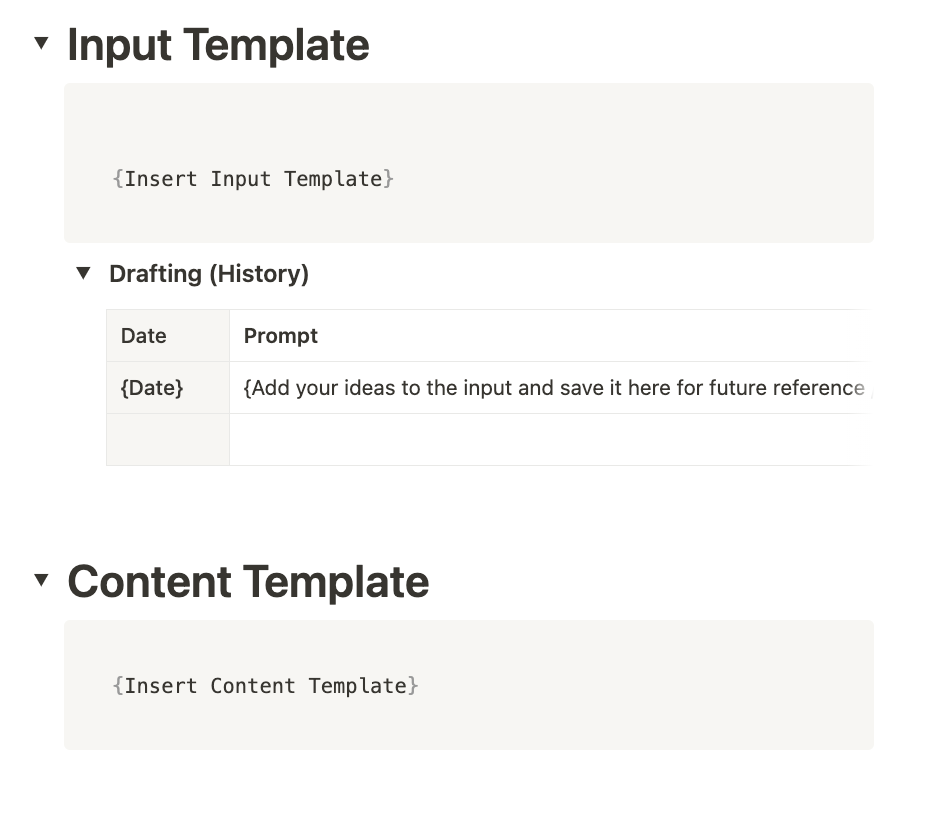 Input Template
{Insert Input Template}
Drafting (History)
Date Prompt
{Date} {Add your ideas to the input and save it here for future reference
Content Template
{Insert Content Template}